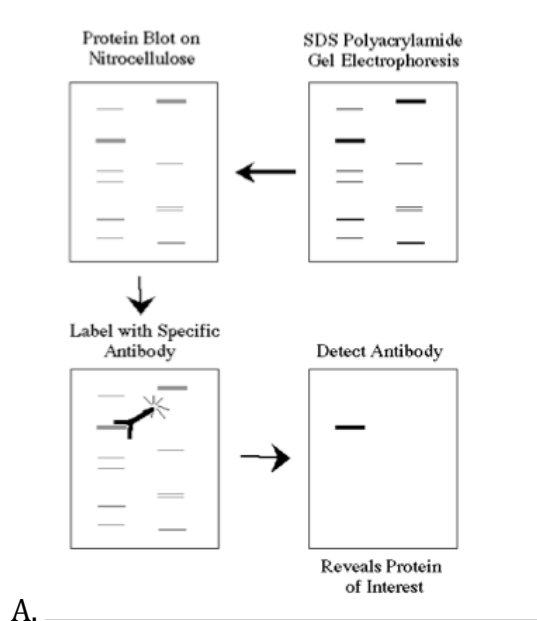 Protein Blot on
Nitrocellulose
SDS Polyacrylamide
Gel Electrophoresis
Label with Specific
Antibody
Detect Antibody
Reveals Protein
of Interest
A.